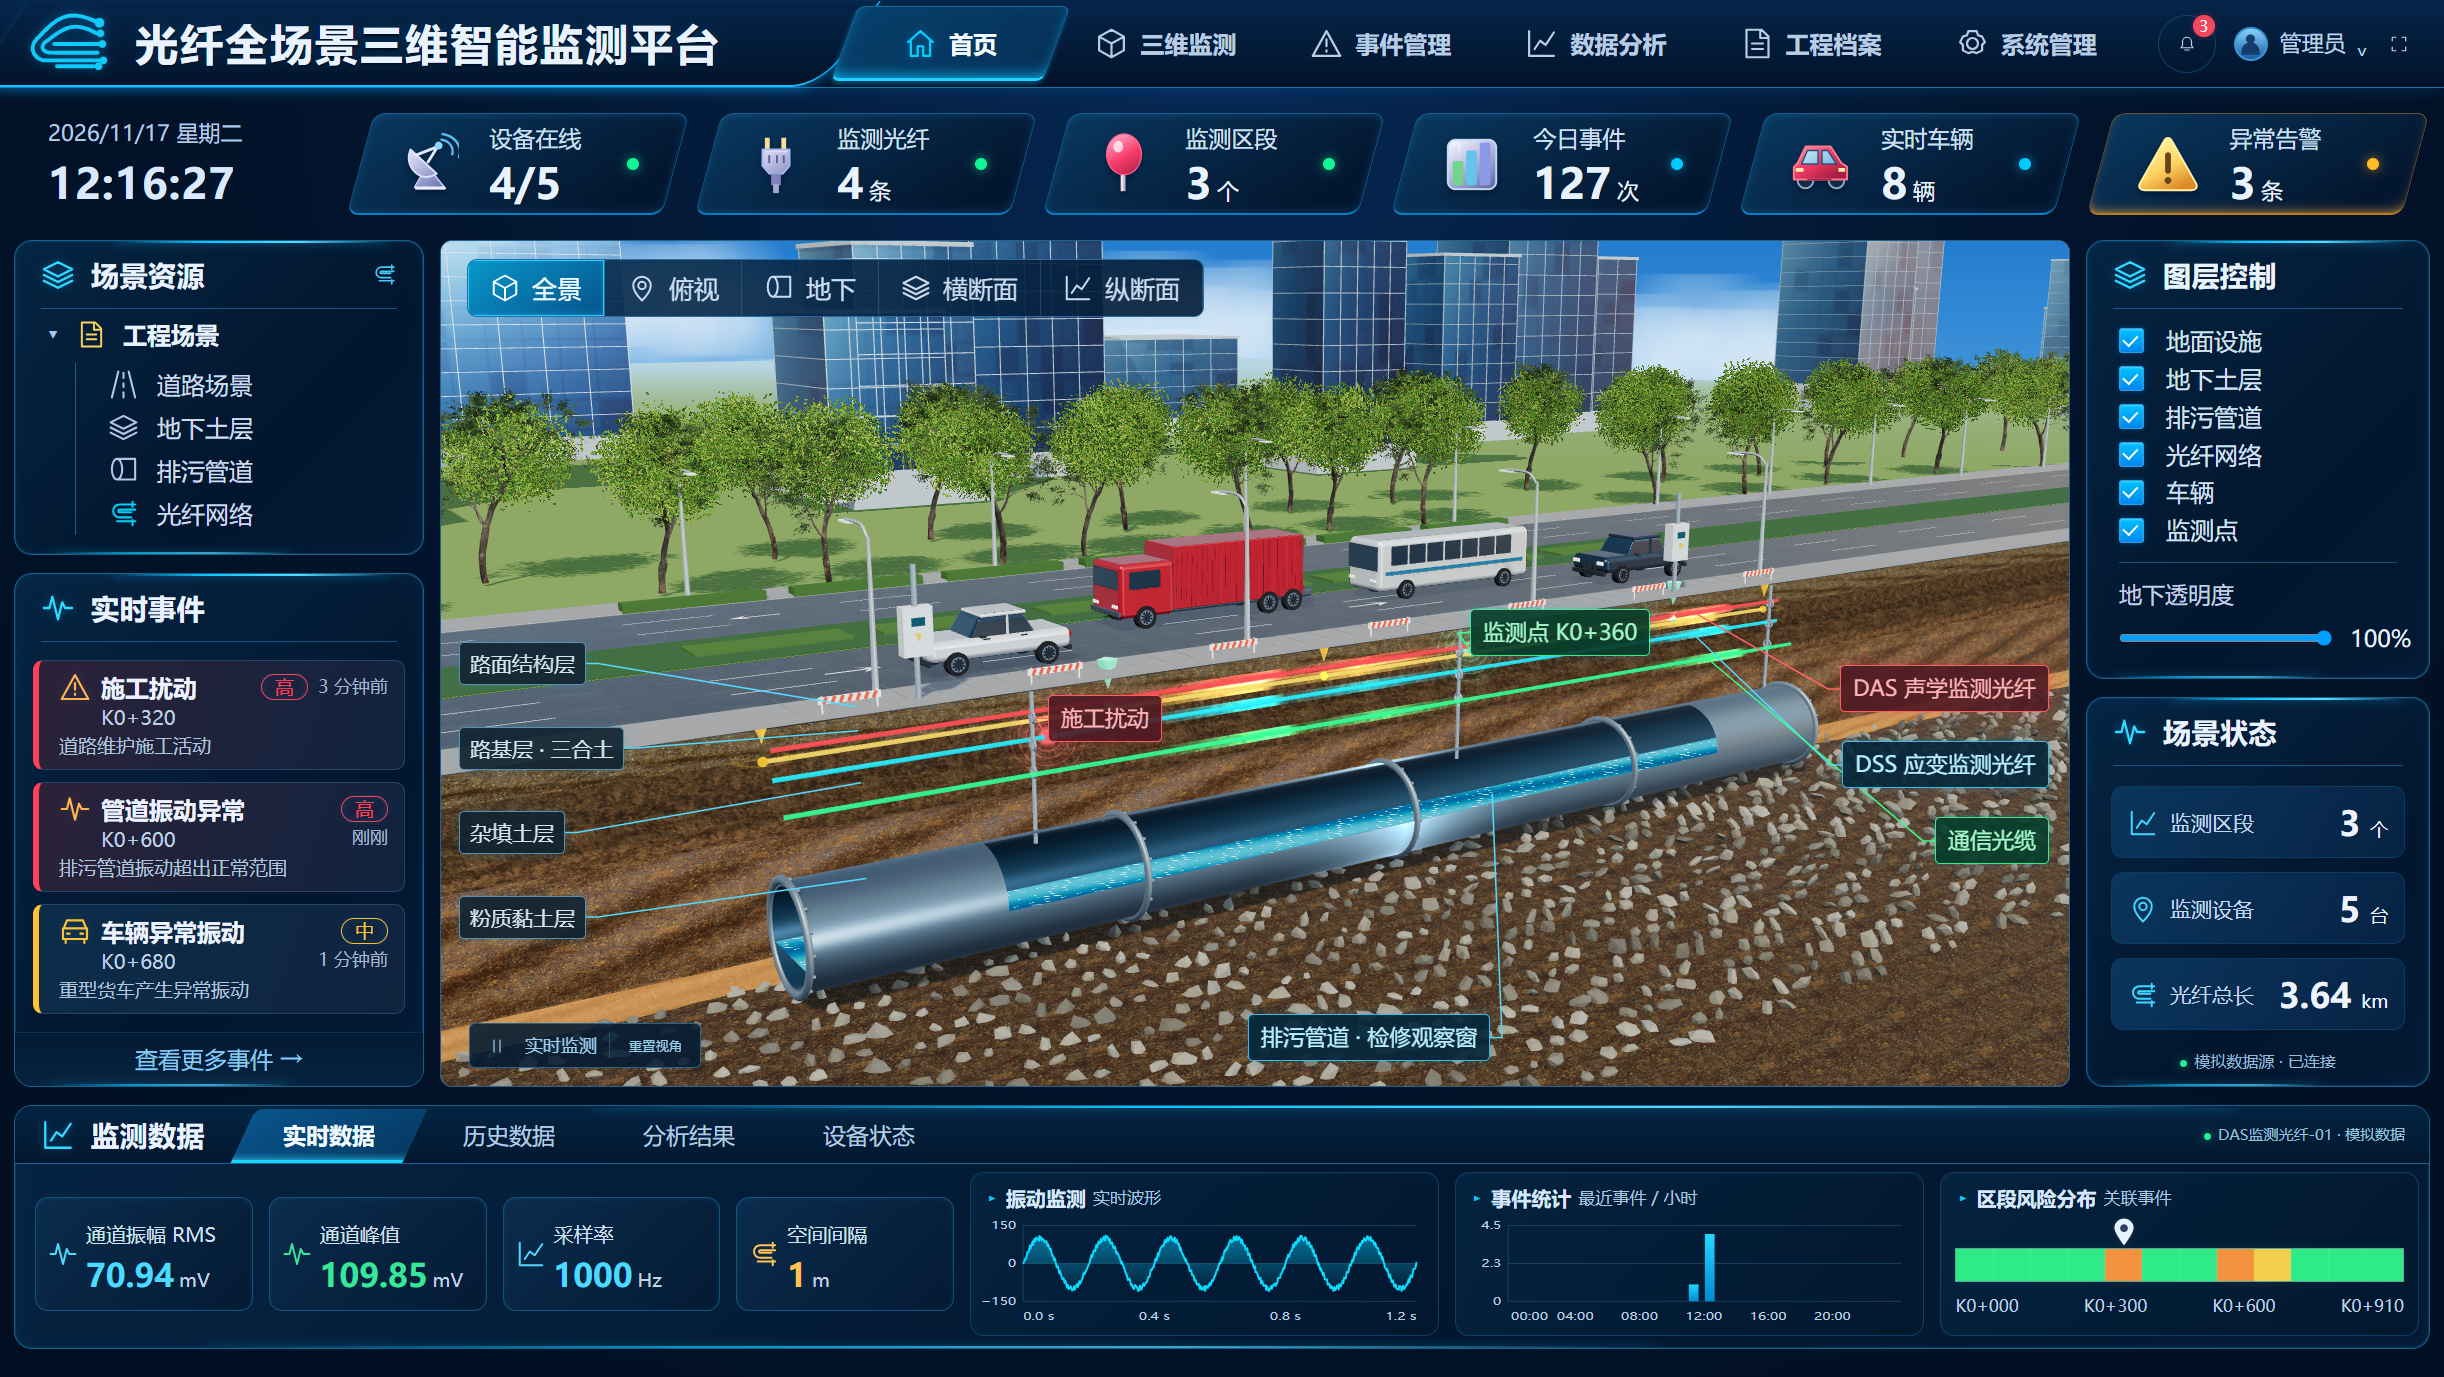 光纤全场景三维智能监测平台
首页
三维监测
事件管理
数据分析
工程档案
系统管理
3
管理员
2026/11/17 星期二
12:16:27
设备在线
4/5
监测光纤
4 条
监测区段
3 个
今日事件
127 次
实时车辆
8 辆
异常告警
3 条
场景资源
工程场景
道路场景
地下土层
排污管道
光纤网络
实时事件
施工扰动 高 3 分钟前
K0+320
道路维护施工活动
管道振动异常 高
K0+600 刚刚
排污管道振动超出正常范围
车辆异常振动 中
K0+680 1 分钟前
重型货车产生异常振动
查看更多事件 →
全景
俯视
地下
横断面
纵断面
路面结构层
路基层 · 三合土
杂填土层
粉质黏土层
施工扰动
监测点 K0+360
DAS 声学监测光纤
DSS 应变监测光纤
通信光缆
排污管道 · 检修观察窗
实时监测
重置视角
图层控制
地面设施
地下土层
排污管道
光纤网络
车辆
监测点
地下透明度
100%
场景状态
监测区段 3 个
监测设备 5 台
光纤总长 3.64 km
模拟数据源 · 已连接
监测数据
实时数据
历史数据
分析结果
设备状态
DAS监测光纤-01 · 模拟数据
通道振幅 RMS
70.94 mV
通道峰值
109.85 mV
采样率
1000 Hz
空间间隔
1 m
振动监测 实时波形
150
0
−150
0.0 s 0.4 s 0.8 s 1.2 s
事件统计 最近事件 / 小时
4.5
2.3
0
00:00 04:00 08:00 12:00 16:00 20:00
区段风险分布 关联事件
K0+000 K0+300 K0+600 K0+910